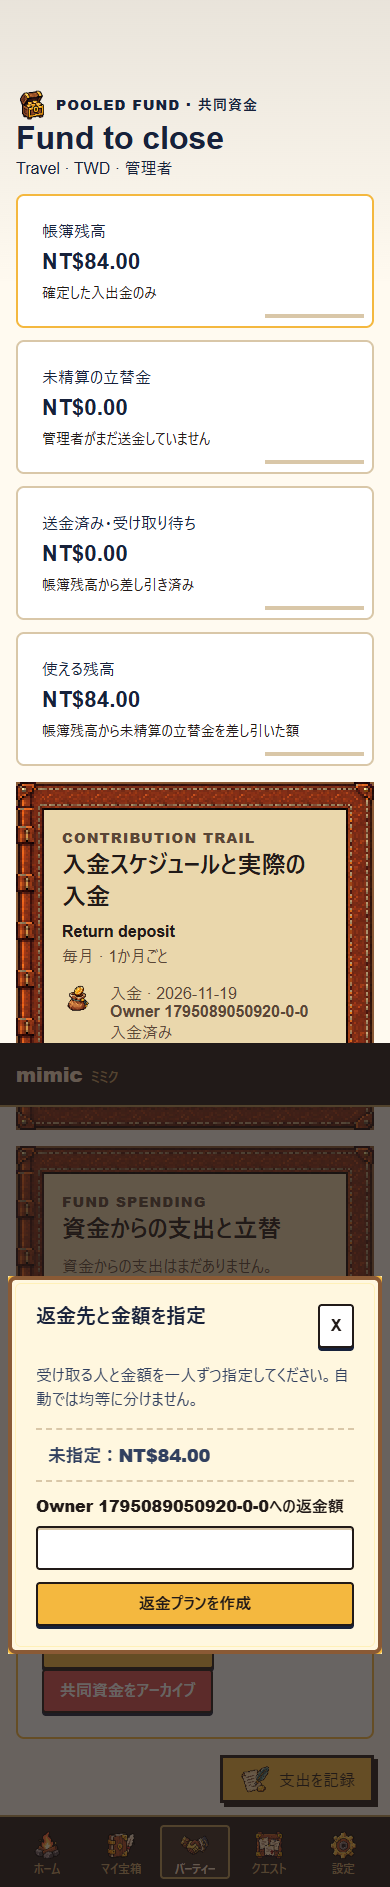 POOLED FUND · 共同資金
Fund to close
Travel · TWD · 管理者
帳簿残高
NT$84.00
確定した入出金のみ
未精算の立替金
NT$0.00
管理者がまだ送金していません
送金済み・受け取り待ち
NT$0.00
帳簿残高から差し引き済み
使える残高
NT$84.00
帳簿残高から未精算の立替金を差し引いた額
CONTRIBUTION TRAIL
入金スケジュールと実際の
入金
Return deposit
毎月 · 1か月ごと
入金 · 2026-11-19
Owner 1795089050920-0-0
入金済み
mimic ミミク
FUND SPENDING
資金からの支出と立替
資金からの支出はまだありません。
返金先と金額を指定
X
受け取る人と金額を一人ずつ指定してください。自
動では均等に分けません。
未指定：NT$84.00
Owner 1795089050920-0-0への返金額
返金プランを作成
共同資金をアーカイブ
支出を記録
ホーム
マイ宝箱
パーティー
クエスト
設定